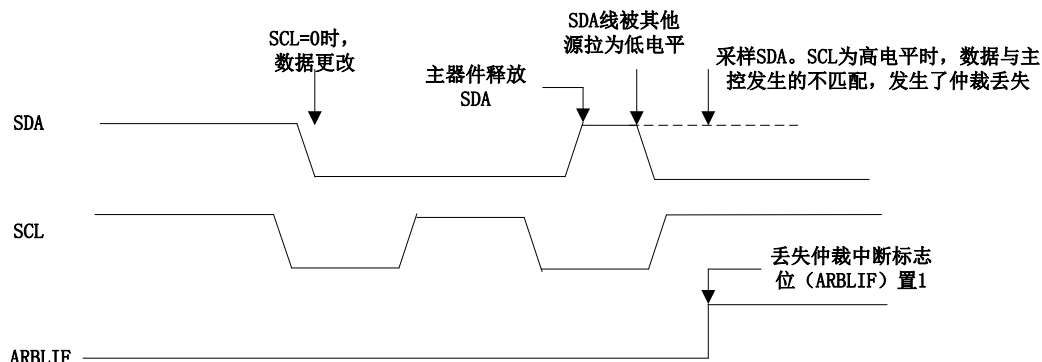 SCL=0时，
数据更改
主器件释放
SDA
SDA线被其他
源拉为低电平
采样SDA。SCL为高电平时，数据与主
控发生的不匹配，发生了仲裁丢失
SDA
SCL
丢失仲裁中断标志
位（ARBLIF）置1
ARBLIF